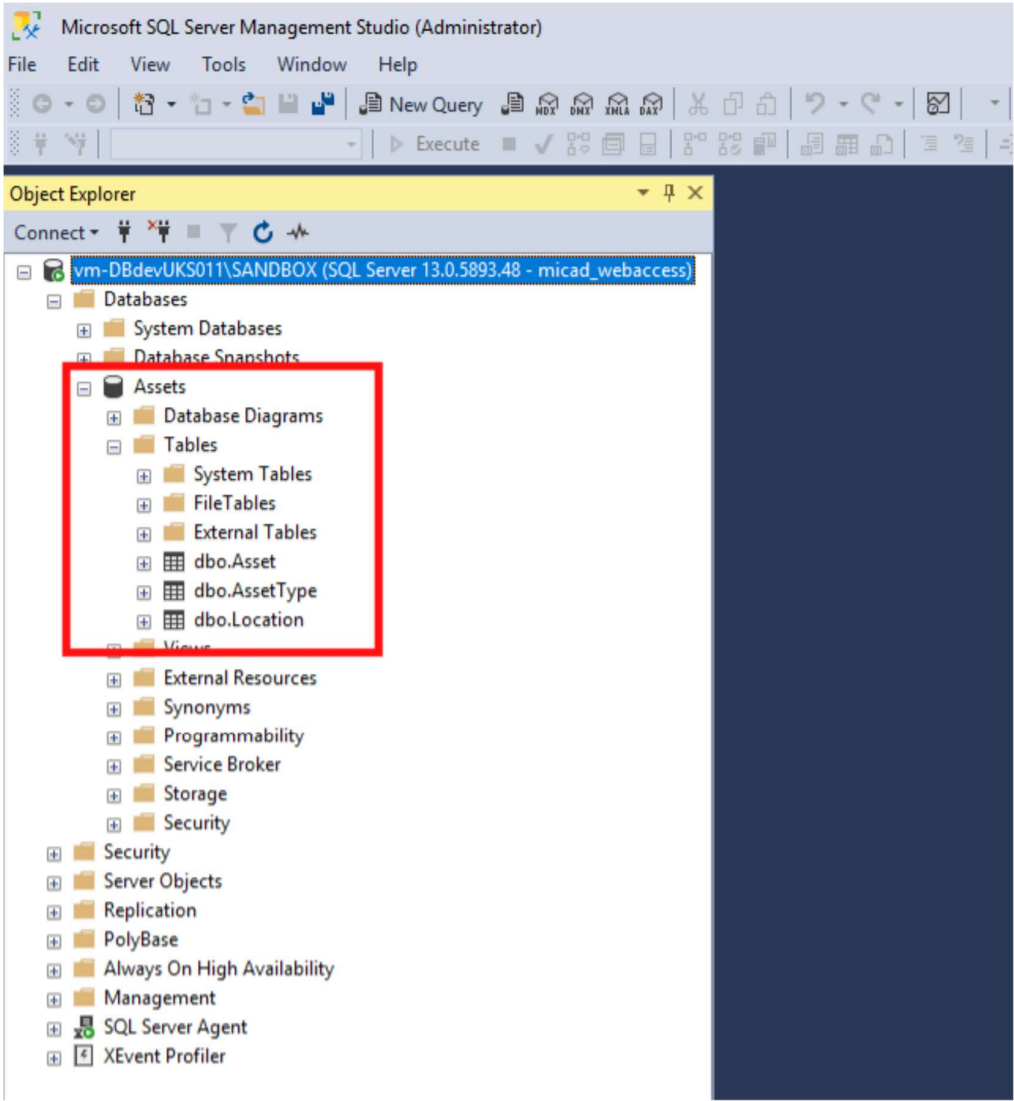 Microsoft SQL Server Management Studio (Administrator)
File Edit View Tools Window Help
New Query MDX DMX XMLA DAX
Execute
Object Explorer
Connect
vm-DBdevUKS011\SANDBOX (SQL Server 13.0.5893.48 - micad_webaccess)
Databases
System Databases
Database Snapshots
Assets
Database Diagrams
Tables
System Tables
FileTables
External Tables
dbo.Asset
dbo.AssetType
dbo.Location
Views
External Resources
Synonyms
Programmability
Service Broker
Storage
Security
Security
Server Objects
Replication
PolyBase
Always On High Availability
Management
SQL Server Agent
XEvent Profiler